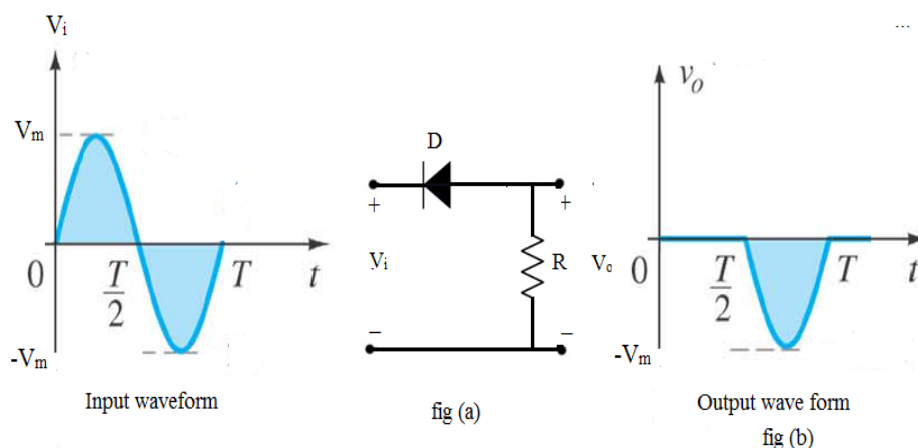 Vi
Vm
0
T/2
T
t
-Vm
Input waveform
D
+
+
Vi
R
−
−
fig (a)
...
vo
Vo
0
T/2
T
t
-Vm
Output wave form
fig (b)